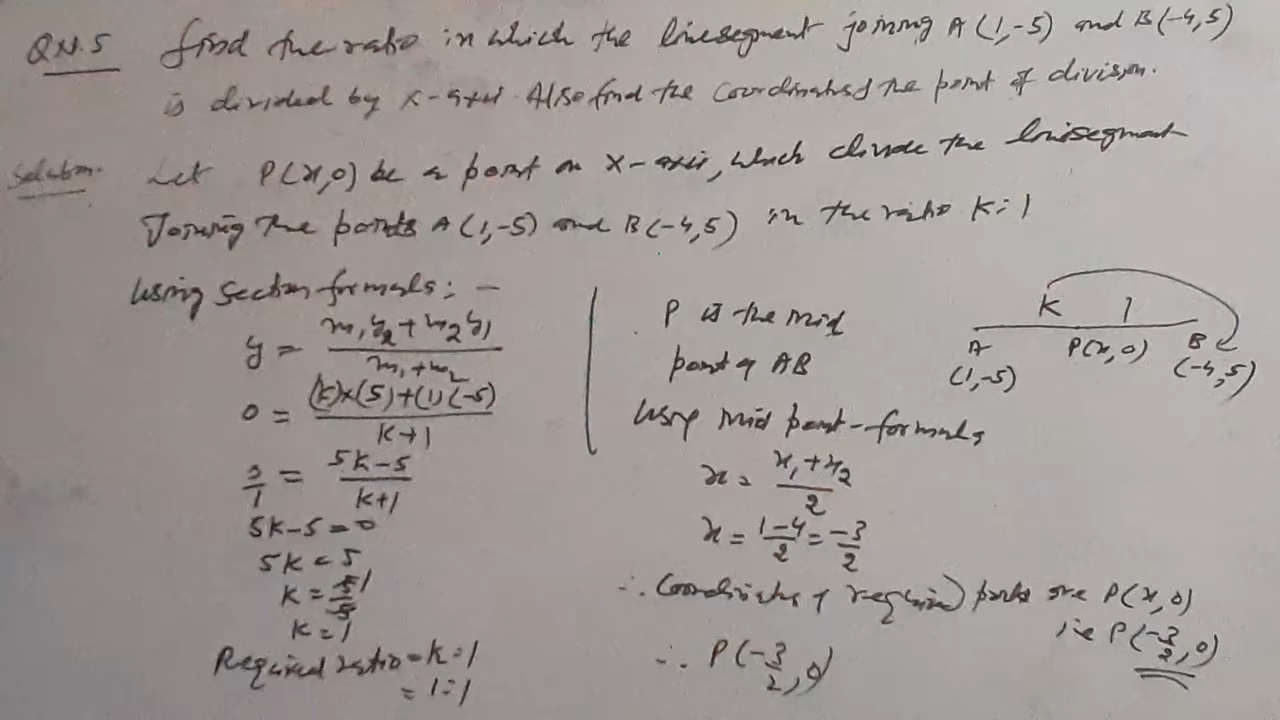 Q.N.5 find the ratio in which the line segment joining A(1,-5) and B(-4,5)
is divided by x-axis. Also find the coordinates of the point of division.
Solution. Let P(x,0) be a point on X-axis, which divide the linesegment
Joining the points A(1,-5) and B(-4,5) in the ratio K:1
Using section formula: -
y = m₁y₂+m₂y₁ / m₁+m₂
0 = (k)×(5)+(1)(-5) / k+1
0/1 = 5k-5 / k+1
5k-5=0
5k=5
k = 5/5 1
k=1
Required ratio = k:1
= 1:1
P is the mid
point of AB
Using mid point-formula,
x = x₁+x₂ / 2
x = 1-4/2 = -3/2
∴ Coordinates of required points are P(x,0)
i.e P(-3/2,0)
∴ P(-3/2,0)
K 1
A P(x,0) B
(1,-5) (-4,5)